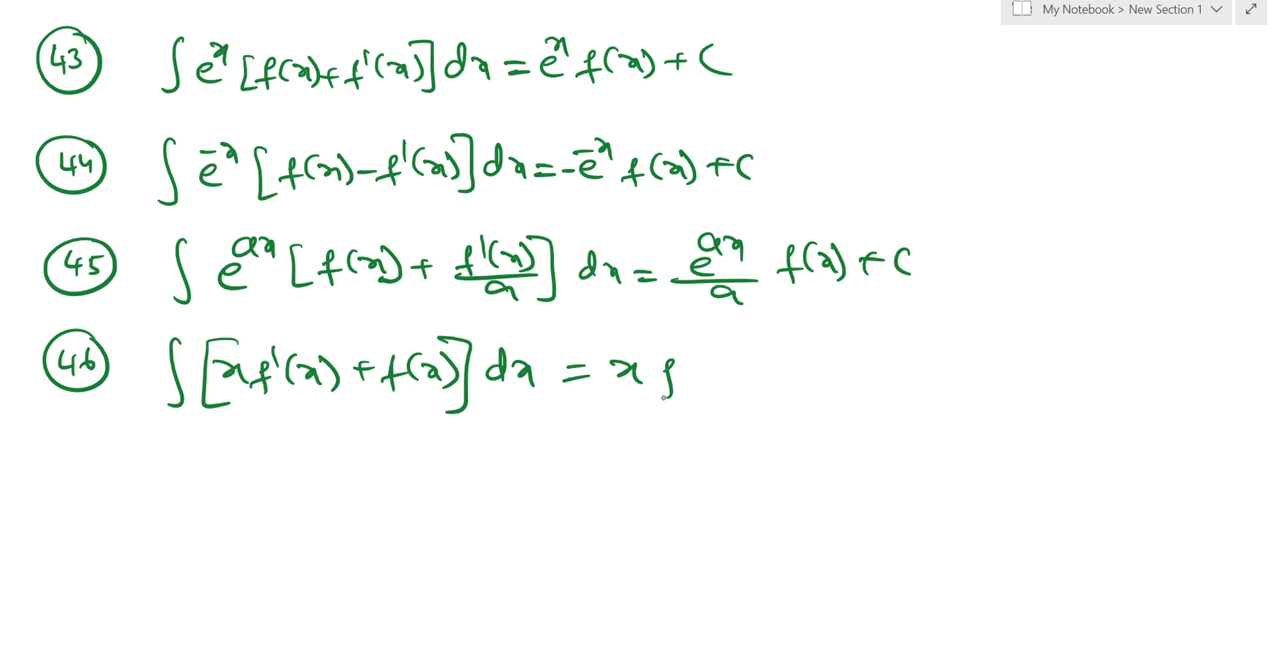 My Notebook > New Section 1
43 ∫ e^x [f(x) + f'(x)] dx = e^x f(x) + C
44 ∫ e^-x [f(x) - f'(x)] dx = -e^-x f(x) + C
45 ∫ e^ax [f(x) + f'(x)/a] dx = e^ax/a f(x) + C
46 ∫ [x f'(x) + f(x)] dx = x f